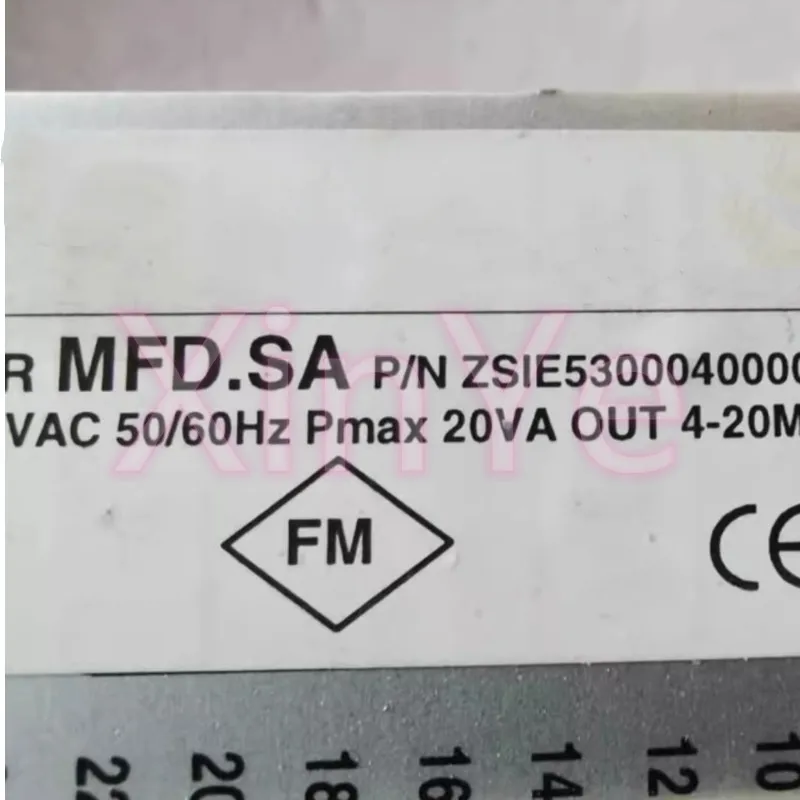 R MFD.SA P/N ZSIE5300040000
VAC 50/60Hz Pmax 20VA OUT 4-20M
XinYe
FM
CE
22 20 18 16 14 12 10